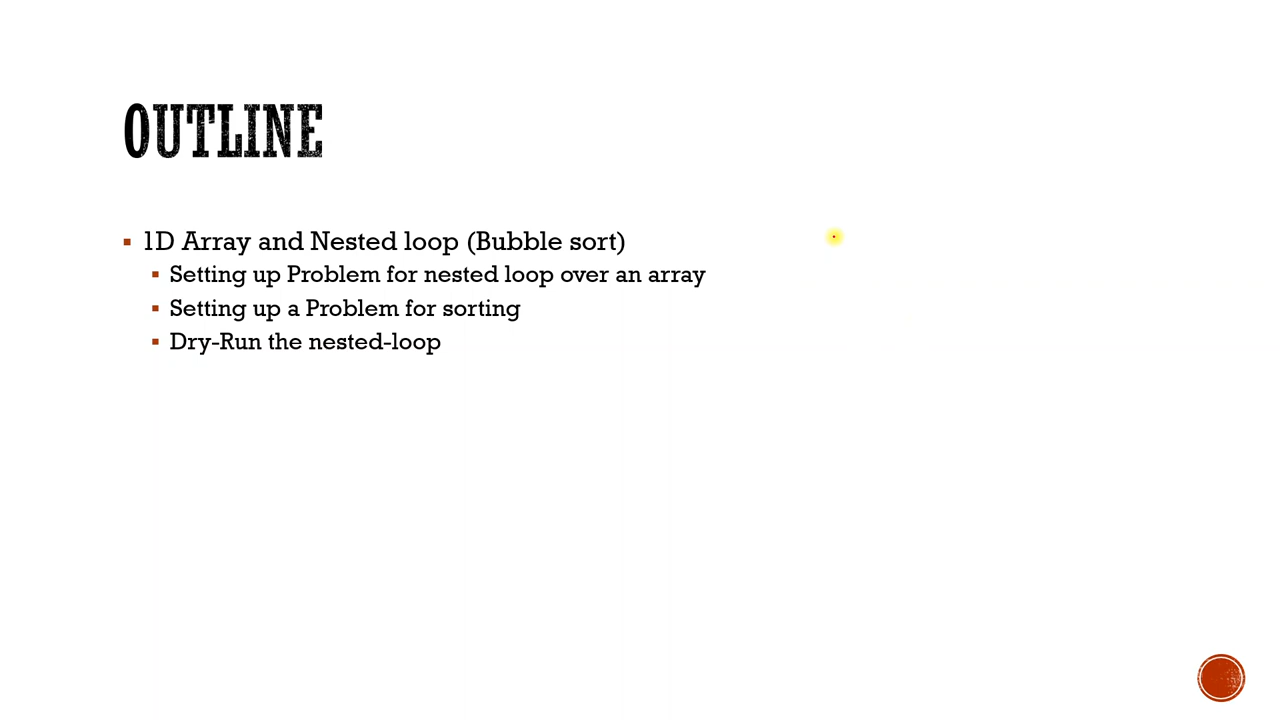 OUTLINE
1D Array and Nested loop (Bubble sort)
Setting up Problem for nested loop over an array
Setting up a Problem for sorting
Dry-Run the nested-loop